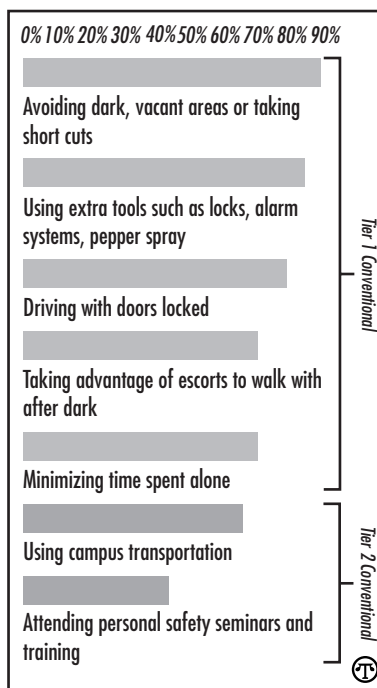 0% 10% 20% 30% 40% 50% 60% 70% 80% 90%
Avoiding dark, vacant areas or taking
short cuts
Using extra tools such as locks, alarm
systems, pepper spray
Driving with doors locked
Taking advantage of escorts to walk with
after dark
Minimizing time spent alone
Tier 1 Conventional
Using campus transportation
Attending personal safety seminars and
training
Tier 2 Conventional